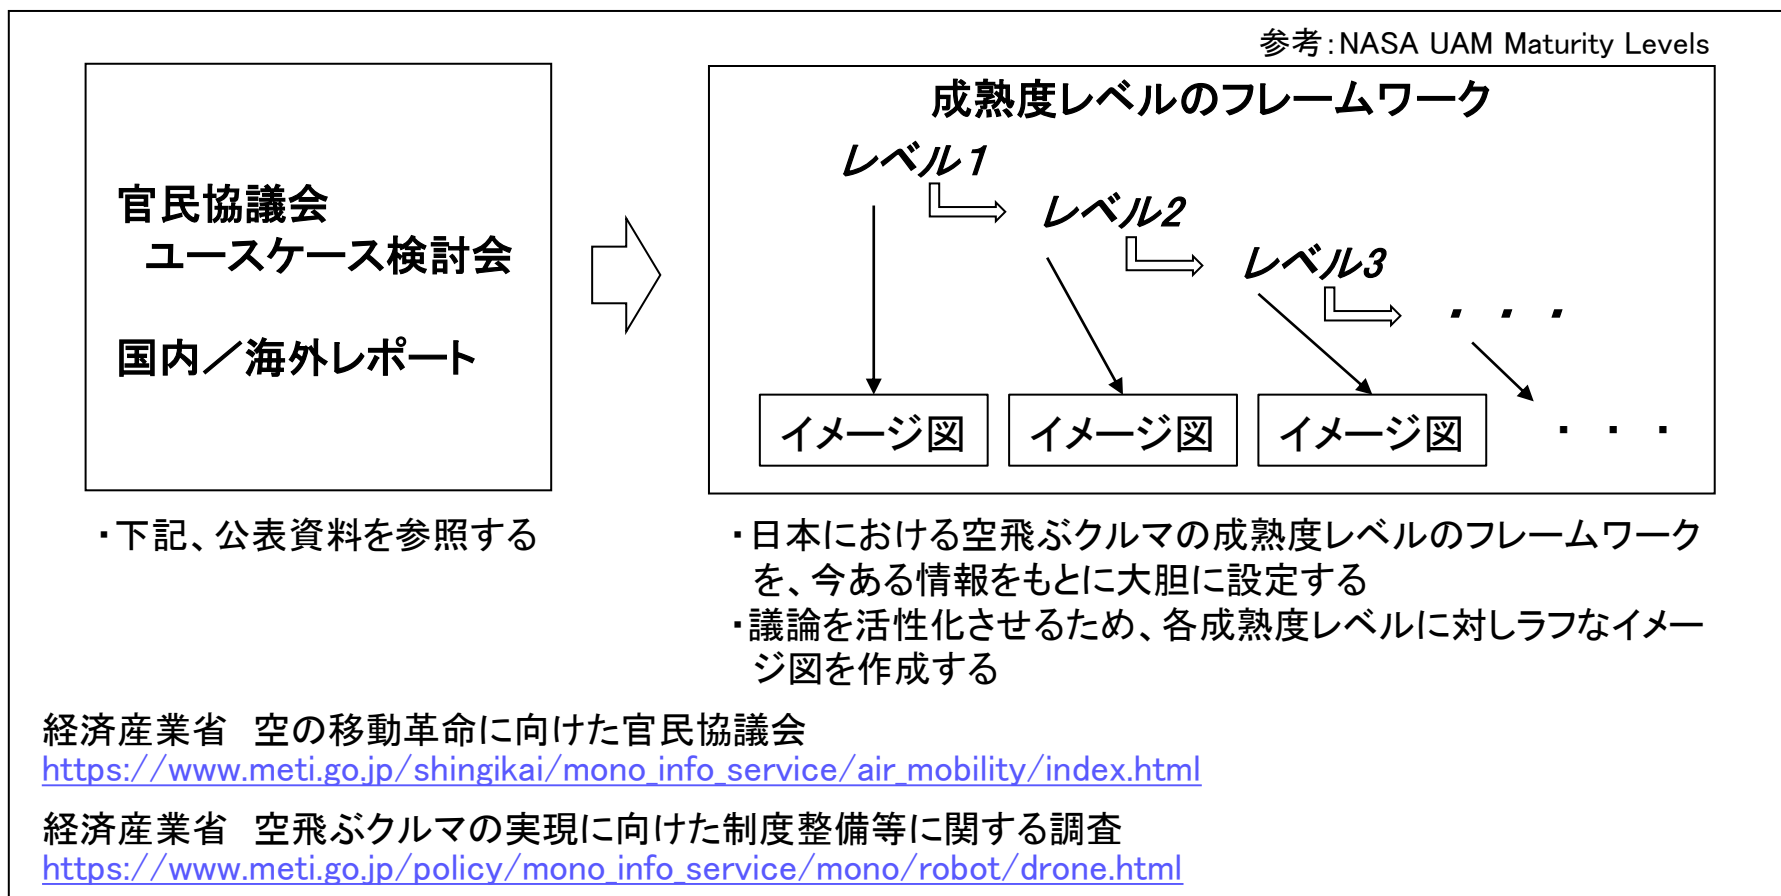 参考：NASA UAM Maturity Levels
官民協議会
ユースケース検討会
国内／海外レポート
・下記、公表資料を参照する
成熟度レベルのフレームワーク
レベル1
レベル2
レベル3
・・・
イメージ図
イメージ図
イメージ図
・・・
・日本における空飛ぶクルマの成熟度レベルのフレームワーク
を、今ある情報をもとに大胆に設定する
・議論を活性化させるため、各成熟度レベルに対しラフなイメー
ジ図を作成する
経済産業省　空の移動革命に向けた官民協議会
https://www.meti.go.jp/shingikai/mono_info_service/air_mobility/index.html
経済産業省　空飛ぶクルマの実現に向けた制度整備等に関する調査
https://www.meti.go.jp/policy/mono_info_service/mono/robot/drone.html